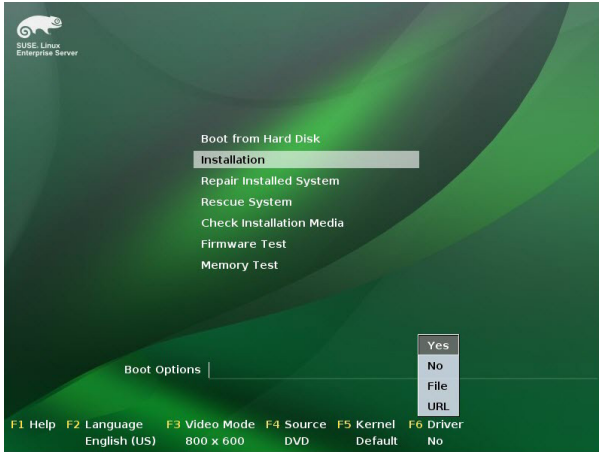 SUSE. Linux
Enterprise Server
Boot from Hard Disk
Installation
Repair Installed System
Rescue System
Check Installation Media
Firmware Test
Memory Test
Yes
No
File
URL
Boot Options
F1 Help F2 Language F3 Video Mode F4 Source F5 Kernel F6 Driver
English (US) 800 x 600 DVD Default No